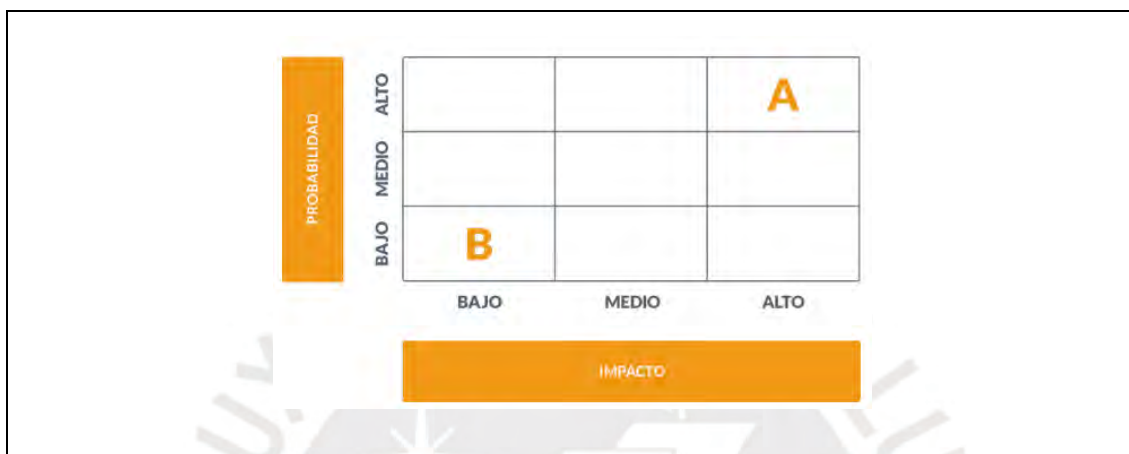 PROBABILIDAD
ALTO
A
MEDIO
BAJO
B
BAJO MEDIO ALTO
IMPACTO